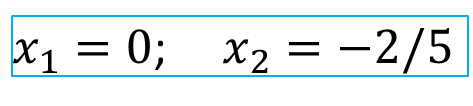 x₁ = 0; x₂ = −2/5